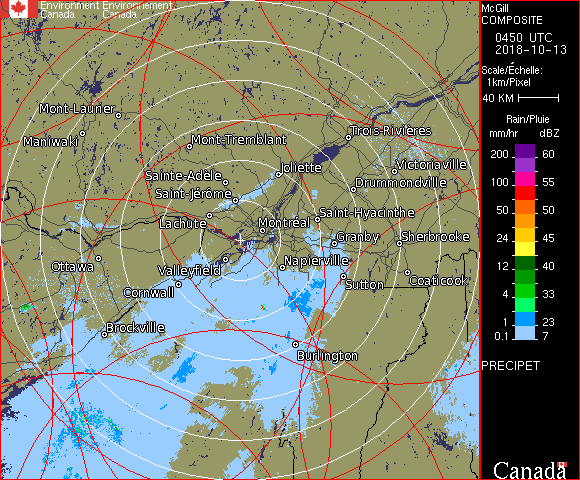 Environment Environnement
Canada Canada
McGill
COMPOSITE
0450 UTC
2018-10-13
Scale/Échelle:
1km/Pixel
40 KM
Rain/Pluie
mm/hr dBZ
200 60
100 55
50 50
24 45
12 40
4 33
1 23
0.1 7
PRECIPET
Mont-Laurier
Maniwaki
Mont-Tremblant
Trois-Rivières
Sainte-Adèle
Joliette
Victoriaville
Saint-Jérôme
Drummondville
Lachute
Montréal
Saint-Hyacinthe
Granby
Sherbrooke
Ottawa
Valleyfield
Napierville
Cornwall
Sutton
Coaticook
Brockville
Burlington
Canada